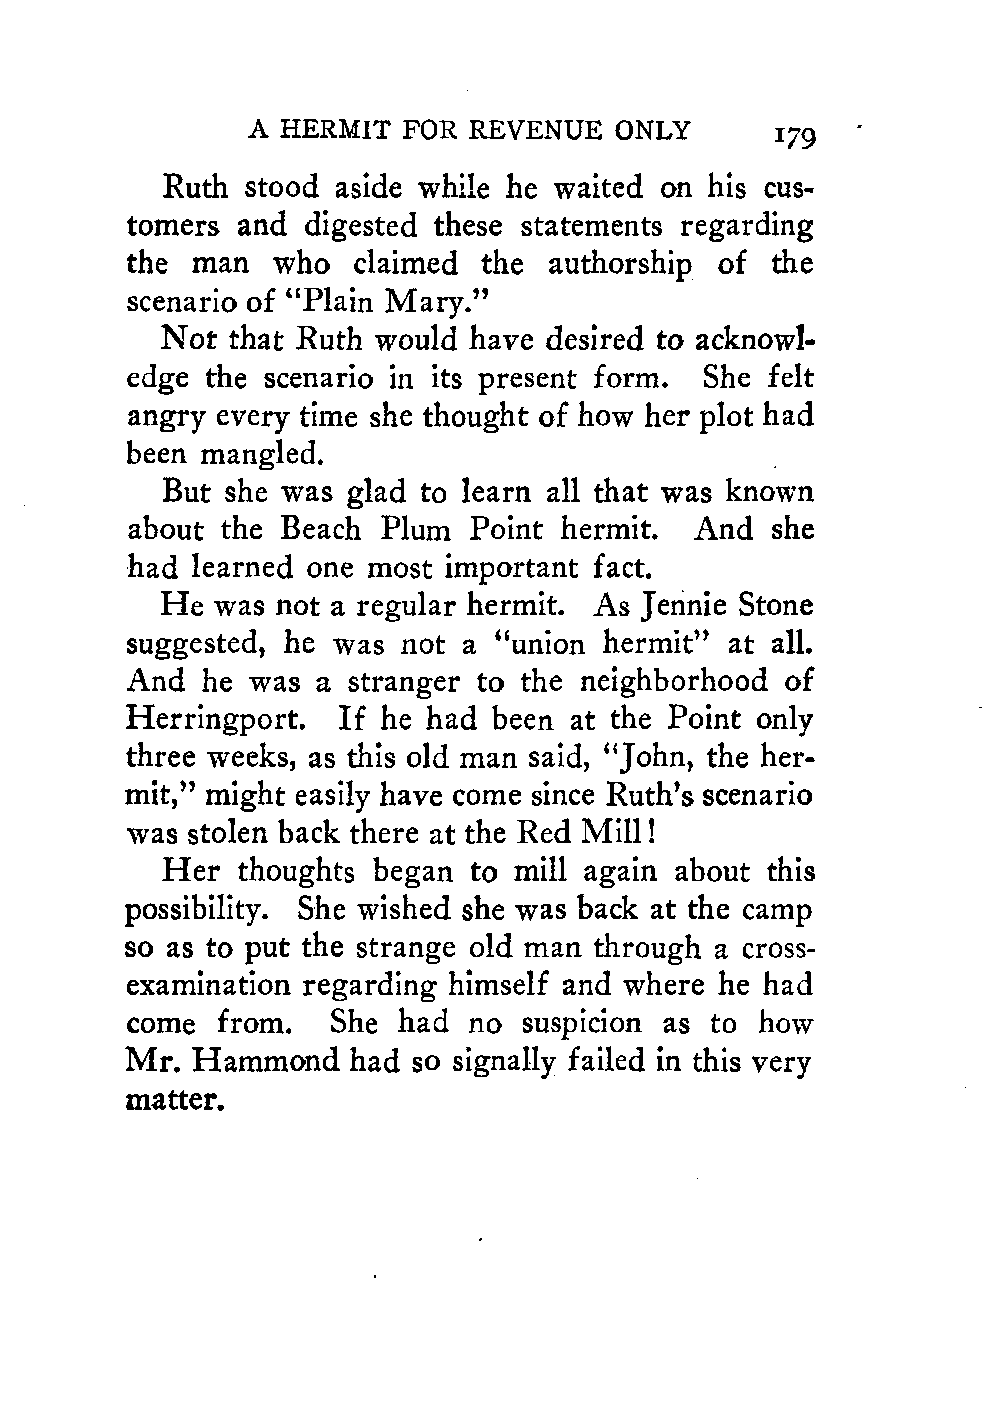 A HERMIT FOR REVENUE ONLY 179
Ruth stood aside while he waited on his cus-
tomers and digested these statements regarding
the man who claimed the authorship of the
scenario of “Plain Mary.”
Not that Ruth would have desired to acknowl-
edge the scenario in its present form. She felt
angry every time she thought of how her plot had
been mangled.
But she was glad to learn all that was known
about the Beach Plum Point hermit. And she
had learned one most important fact.
He was not a regular hermit. As Jennie Stone
suggested, he was not a “union hermit” at all.
And he was a stranger to the neighborhood of
Herringport. If he had been at the Point only
three weeks, as this old man said, “John, the her-
mit,” might easily have come since Ruth’s scenario
was stolen back there at the Red Mill!
Her thoughts began to mill again about this
possibility. She wished she was back at the camp
so as to put the strange old man through a cross-
examination regarding himself and where he had
come from. She had no suspicion as to how
Mr. Hammond had so signally failed in this very
matter.